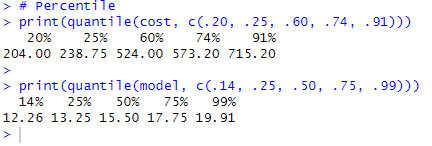 > # Percentile
> print(quantile(cost, c(.20, .25, .60, .74, .91)))
   20%    25%    60%    74%    91%
204.00 238.75 524.00 573.20 715.20
>
> print(quantile(model, c(.14, .25, .50, .75, .99)))
  14%   25%   50%   75%   99%
12.26 13.25 15.50 17.75 19.91
>